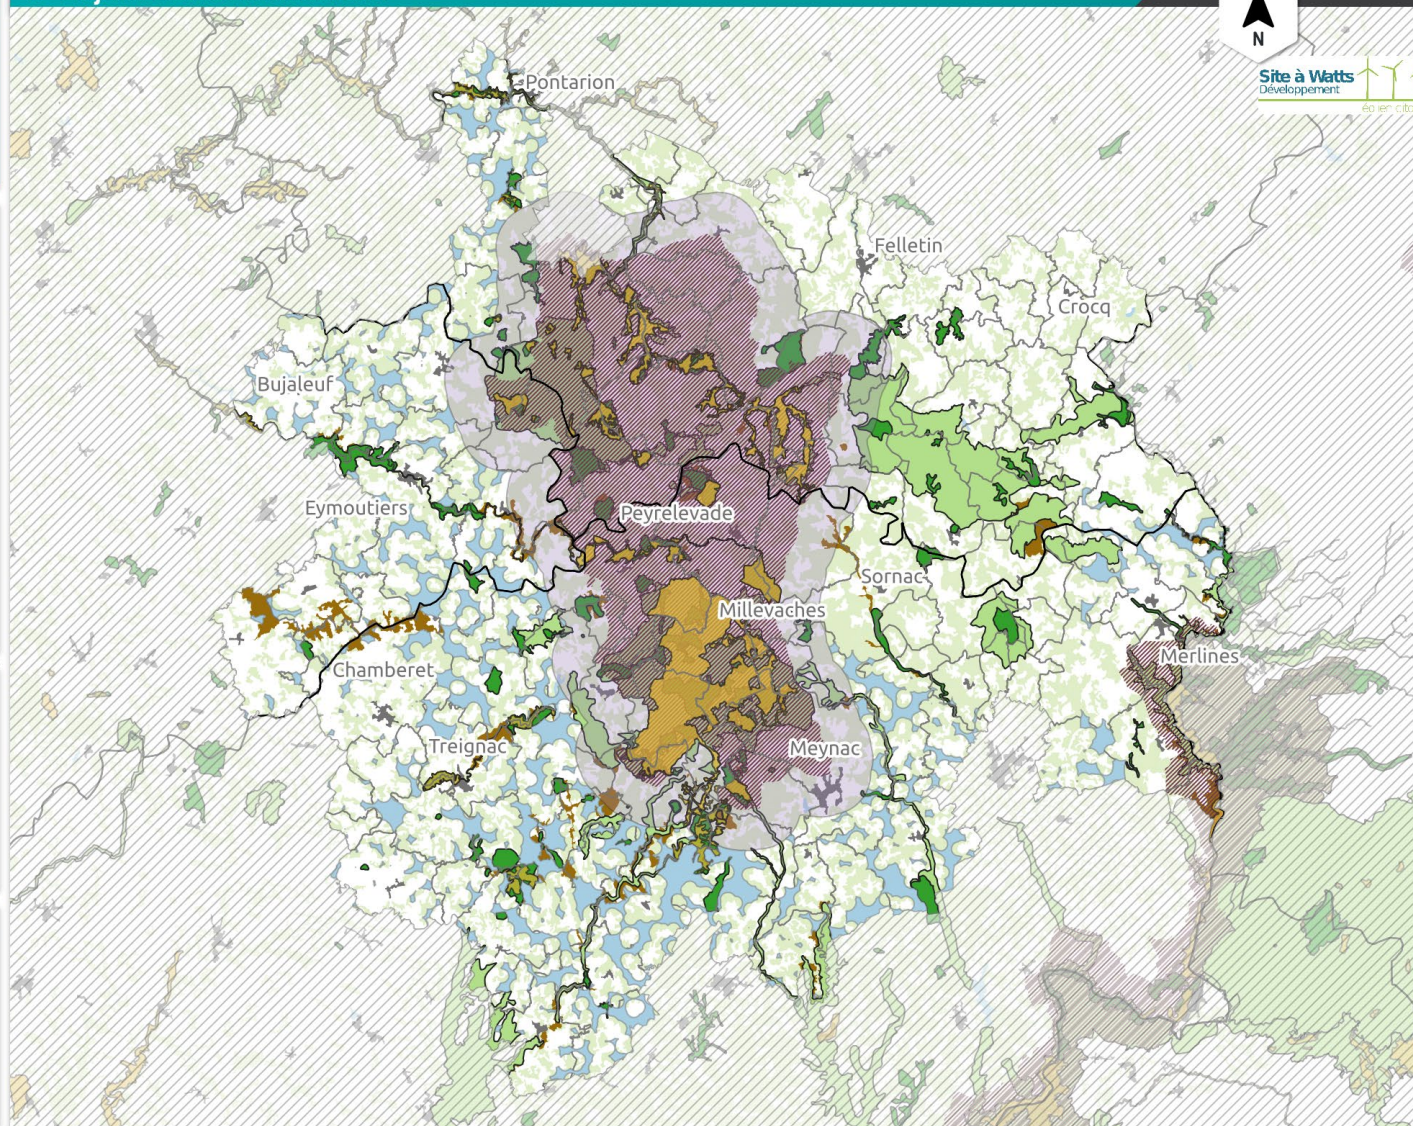 N
Site à Watts
Développement
Pontarion
Felletin
Crocq
Bujaleuf
Eymoutiers
Peyrelevade
Sornac
Millevaches
Chamberet
Merlines
Treignac
Meynac